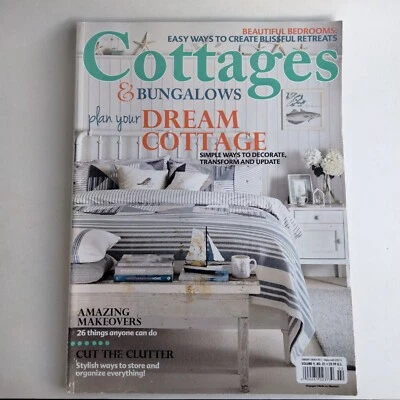 BEAUTIFUL BEDROOMS:
EASY WAYS TO CREATE BLISSFUL RETREATS
Cottages
& BUNGALOWS
plan your DREAM
COTTAGE
SIMPLE WAYS TO DECORATE,
TRANSFORM AND UPDATE
AMAZING
MAKEOVERS
26 things anyone can do
CUT THE CLUTTER
Stylish ways to store and
organize everything!